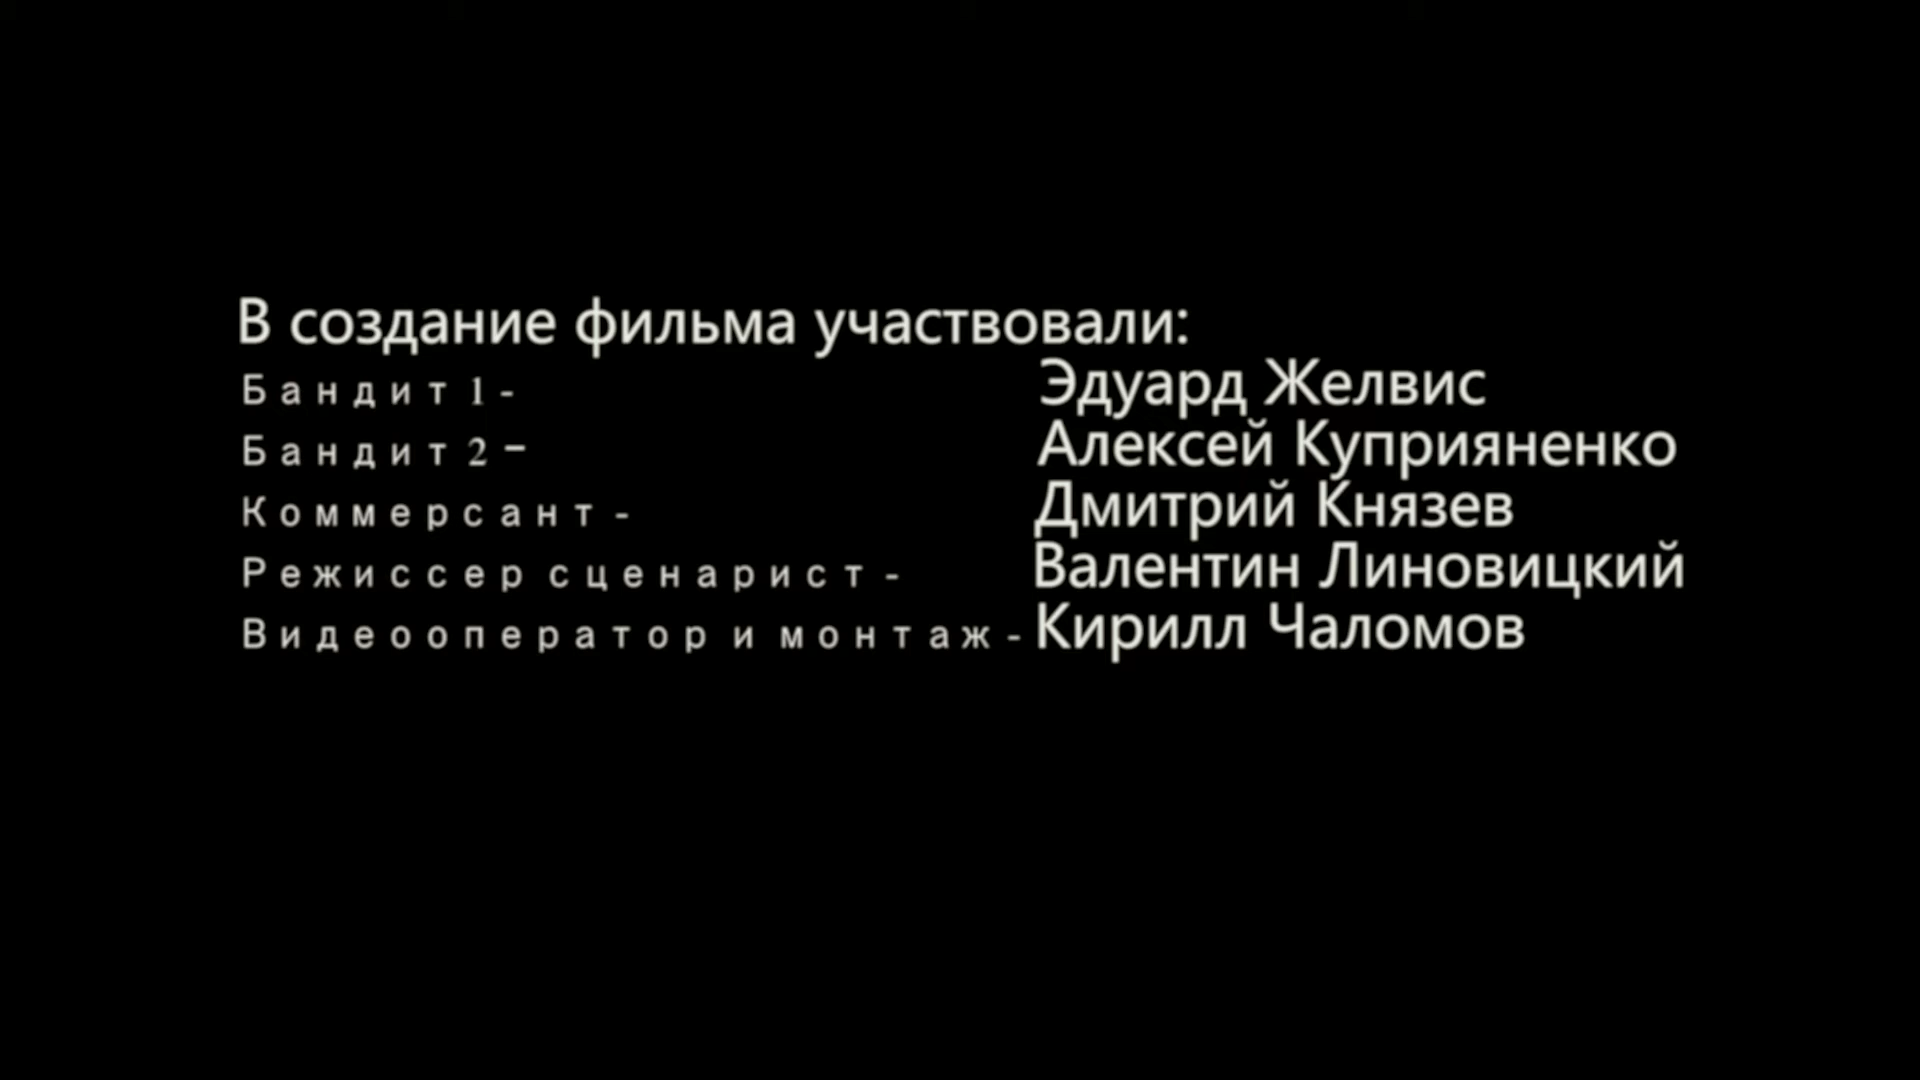 В создание фильма участвовали:
Бандит 1 - Эдуард Желвис
Бандит 2 – Алексей Куприяненко
Коммерсант - Дмитрий Князев
Режиссер сценарист - Валентин Линовицкий
Видеооператор и монтаж - Кирилл Чаломов